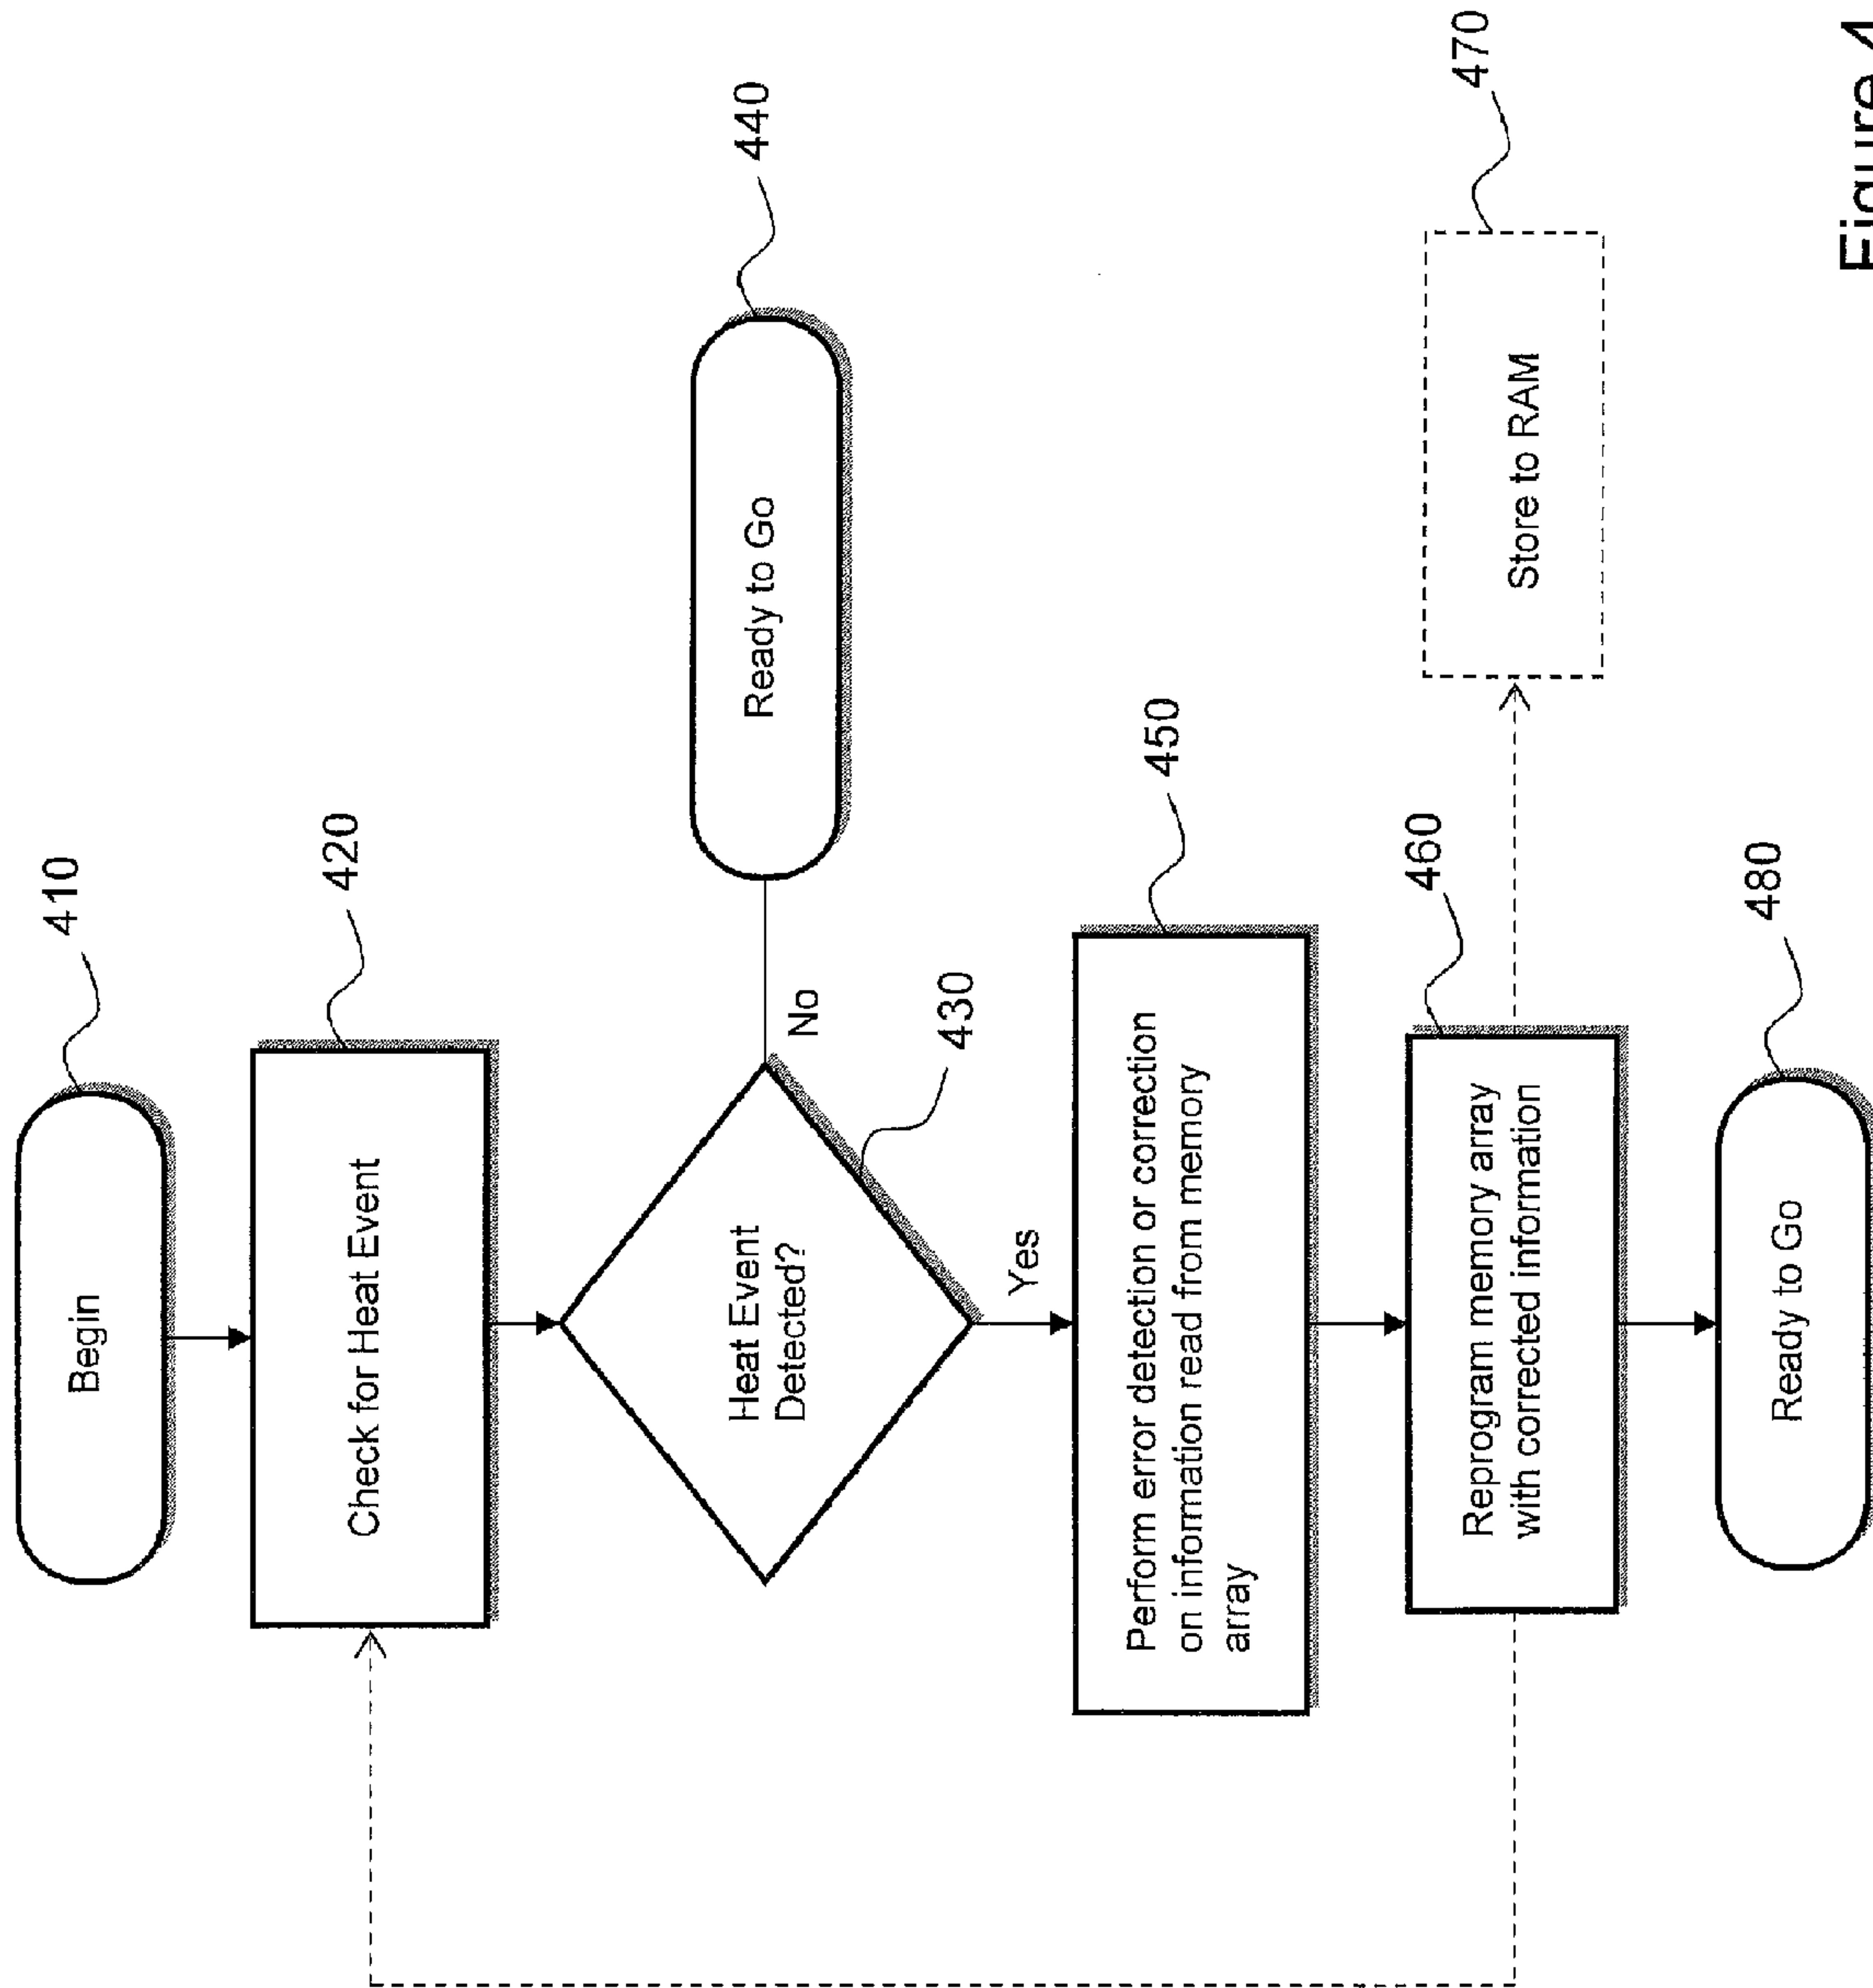 Begin
410
Check for Heat Event
420
Heat Event
Detected?
430
No
Ready to Go
440
Yes
Perform error detection or correction
on information read from memory
array
450
Reprogram memory array
with corrected information
460
Store to RAM
470
Ready to Go
480
Figure 4